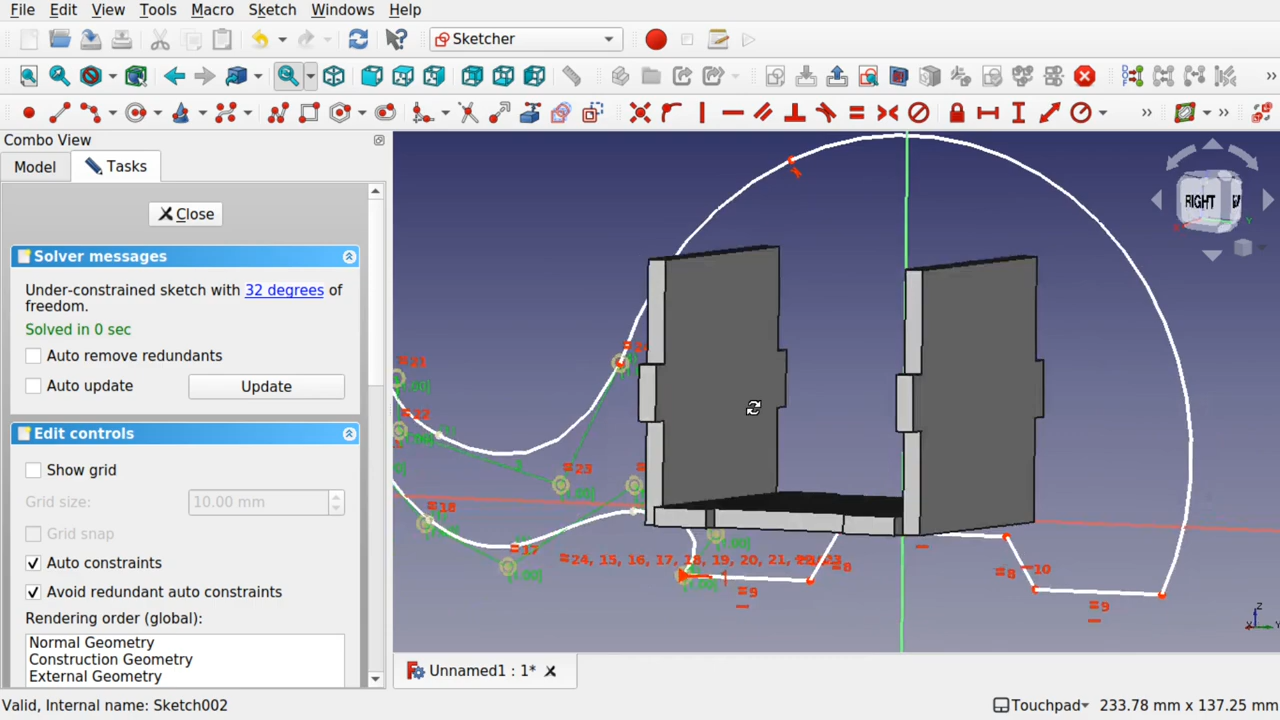 File Edit View Tools Macro Sketch Windows Help
Sketcher
Combo View
Model Tasks
Close
Solver messages
Under-constrained sketch with 32 degrees of
freedom.
Solved in 0 sec
Auto remove redundants
Auto update Update
Edit controls
Show grid
Grid size: 10.00 mm
Grid snap
Auto constraints
Avoid redundant auto constraints
Rendering order (global):
Normal Geometry
Construction Geometry
External Geometry
RIGHT
21
22
18
17
23
24, 15, 16, 17, 18, 19, 20, 21,
8
9
8 10
9
Z
Unnamed1 : 1*
Valid, Internal name: Sketch002
Touchpad 233.78 mm x 137.25 mm